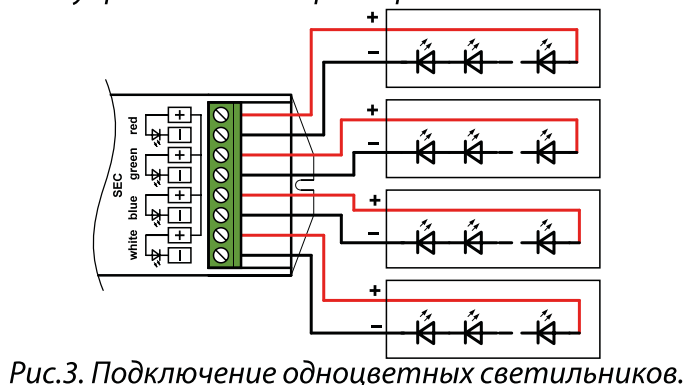 +
−
SEC
red + −
green + −
blue + −
white + −
+
−
+
−
+
−
Рис.3. Подключение одноцветных светильников.